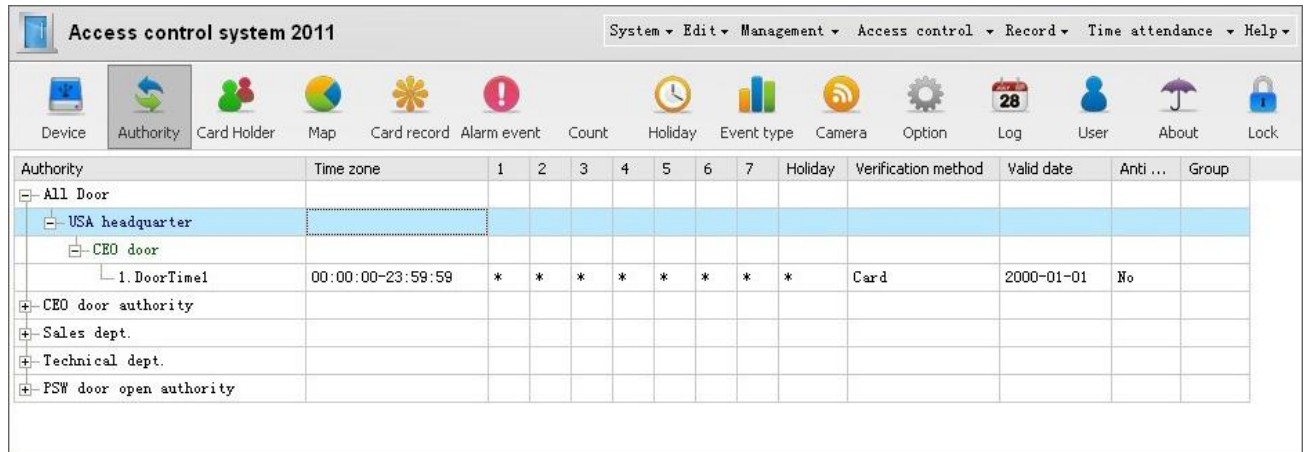 Access control system 2011 System Edit Management Access control Record Time attendance Help
28
Device Authority Card Holder Map Card record Alarm event Count Holiday Event type Camera Option Log User About Lock
Authority Time zone 1 2 3 4 5 6 7 Holiday Verification method Valid date Anti ... Group
All Door
USA headquarter
CEO door
1.DoorTime1 00:00:00-23:59:59 * * * * * * * * Card 2000-01-01 No
CEO door authority
Sales dept.
Technical dept.
PSW door open authority